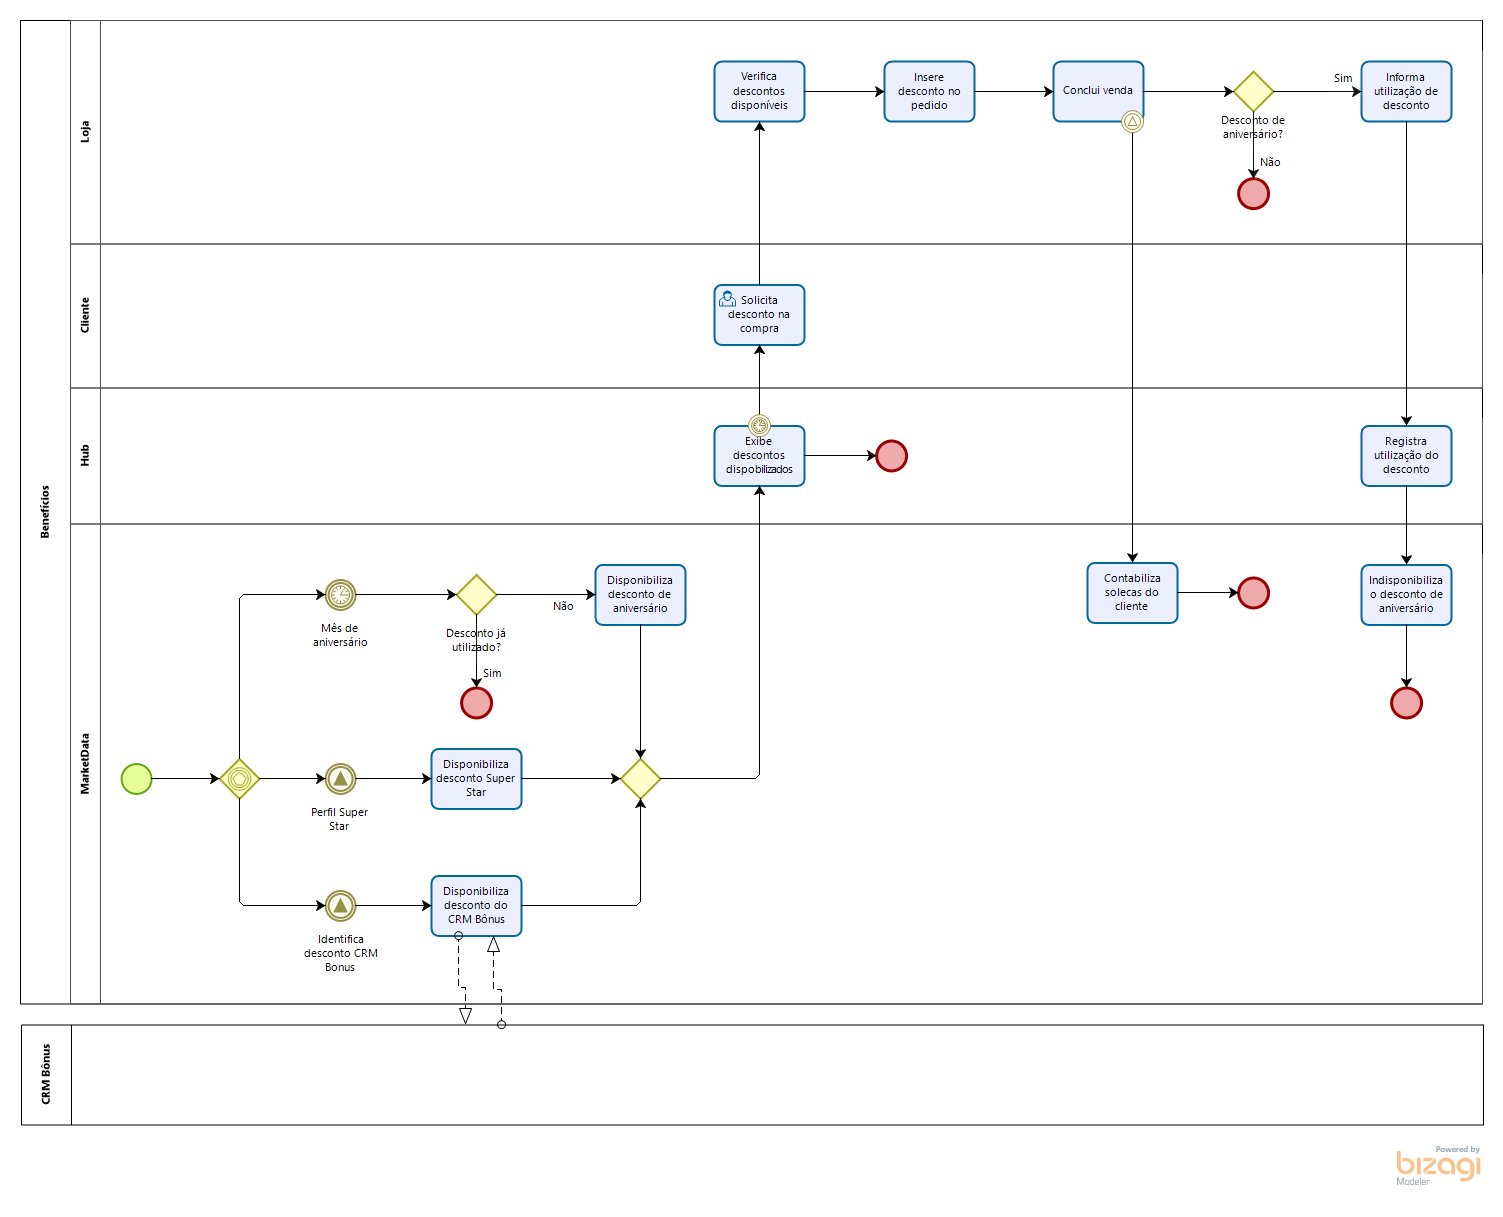 Benefícios
Loja
Verifica
descontos
disponíveis
Insere
desconto no
pedido
Conclui venda
Desconto de
aniversário?
Sim
Não
Informa
utilização de
desconto
Cliente
Solicita
desconto na
compra
Hub
Exibe
descontos
dispobilizados
Registra
utilização do
desconto
MarketData
Mês de
aniversário
Desconto já
utilizado?
Não
Sim
Disponibiliza
desconto de
aniversário
Contabiliza
solecas do
cliente
Indisponibiliza
o desconto de
aniversário
Perfil Super
Star
Disponibiliza
desconto Super
Star
Identifica
desconto CRM
Bonus
Disponibiliza
desconto do
CRM Bônus
CRM Bônus
Powered by
bizagi
Modeler